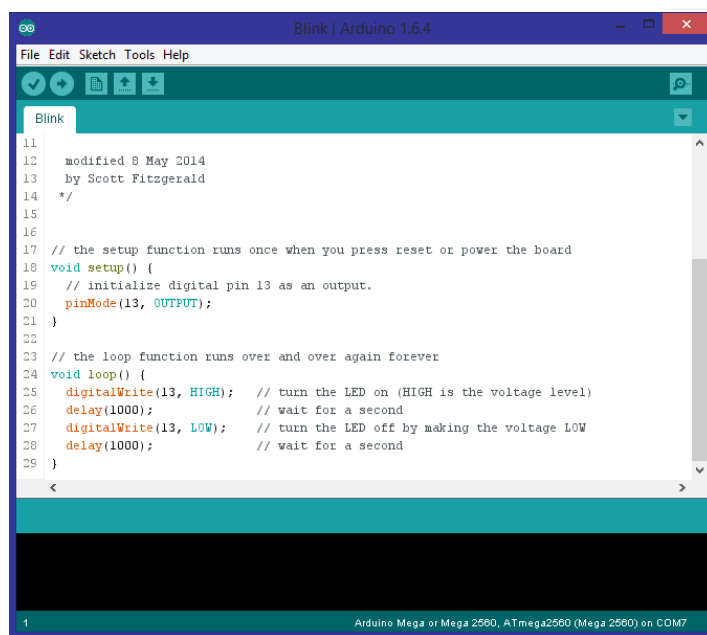 Blink | Arduino 1.6.4
File Edit Sketch Tools Help
Blink
11
12   modified 8 May 2014
13   by Scott Fitzgerald
14  */
15
16
17 // the setup function runs once when you press reset or power the board
18 void setup() {
19   // initialize digital pin 13 as an output.
20   pinMode(13, OUTPUT);
21 }
22
23 // the loop function runs over and over again forever
24 void loop() {
25   digitalWrite(13, HIGH);   // turn the LED on (HIGH is the voltage level)
26   delay(1000);              // wait for a second
27   digitalWrite(13, LOW);    // turn the LED off by making the voltage LOW
28   delay(1000);              // wait for a second
29 }
1 Arduino Mega or Mega 2560, ATmega2560 (Mega 2560) on COM7